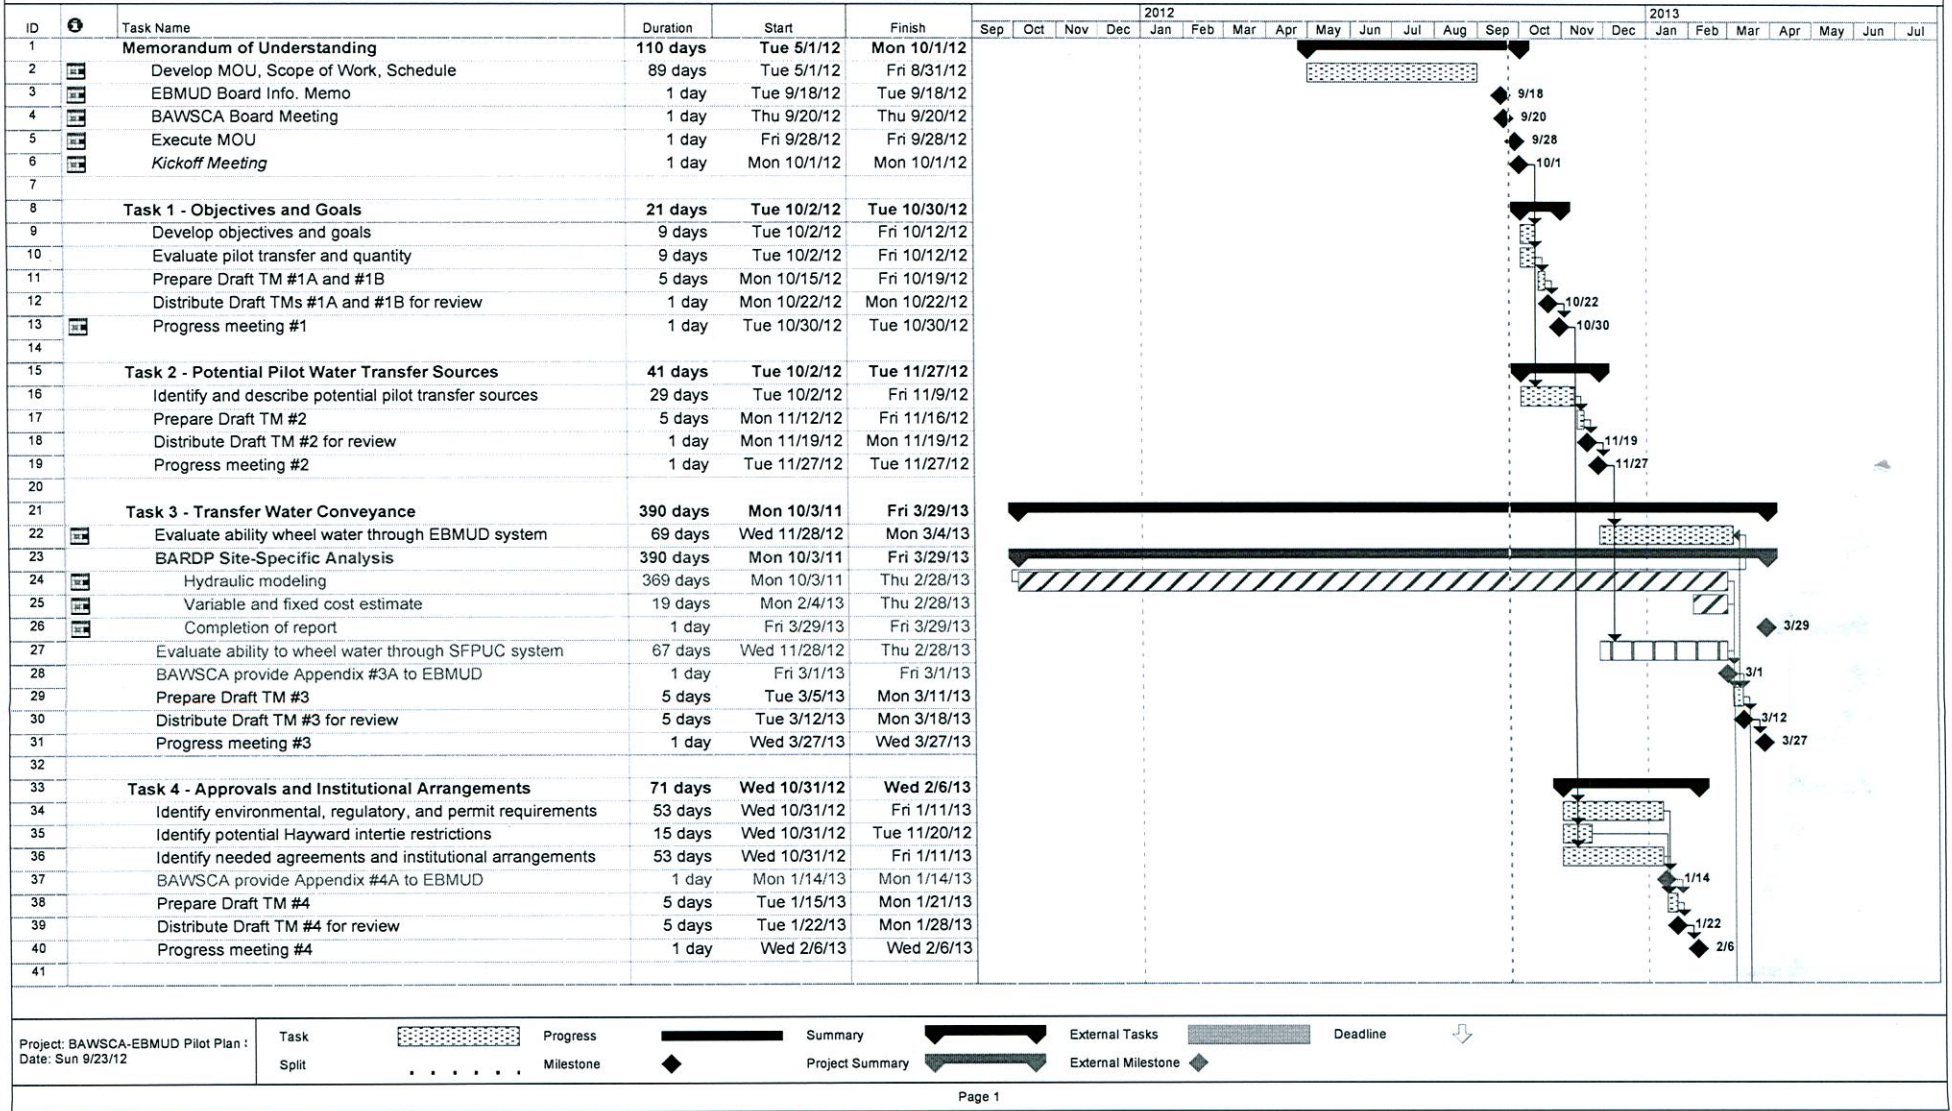 2012 2013
ID Task Name Duration Start Finish Sep Oct Nov Dec Jan Feb Mar Apr May Jun Jul Aug Sep Oct Nov Dec Jan Feb Mar Apr May Jun Jul
1 Memorandum of Understanding 110 days Tue 5/1/12 Mon 10/1/12
2 Develop MOU, Scope of Work, Schedule 89 days Tue 5/1/12 Fri 8/31/12
3 EBMUD Board Info. Memo 1 day Tue 9/18/12 Tue 9/18/12 9/18
4 BAWSCA Board Meeting 1 day Thu 9/20/12 Thu 9/20/12 9/20
5 Execute MOU 1 day Fri 9/28/12 Fri 9/28/12 9/28
6 Kickoff Meeting 1 day Mon 10/1/12 Mon 10/1/12 10/1
7
8 Task 1 - Objectives and Goals 21 days Tue 10/2/12 Tue 10/30/12
9 Develop objectives and goals 9 days Tue 10/2/12 Fri 10/12/12
10 Evaluate pilot transfer and quantity 9 days Tue 10/2/12 Fri 10/12/12
11 Prepare Draft TM #1A and #1B 5 days Mon 10/15/12 Fri 10/19/12
12 Distribute Draft TMs #1A and #1B for review 1 day Mon 10/22/12 Mon 10/22/12 10/22
13 Progress meeting #1 1 day Tue 10/30/12 Tue 10/30/12 10/30
14
15 Task 2 - Potential Pilot Water Transfer Sources 41 days Tue 10/2/12 Tue 11/27/12
16 Identify and describe potential pilot transfer sources 29 days Tue 10/2/12 Fri 11/9/12
17 Prepare Draft TM #2 5 days Mon 11/12/12 Fri 11/16/12
18 Distribute Draft TM #2 for review 1 day Mon 11/19/12 Mon 11/19/12 11/19
19 Progress meeting #2 1 day Tue 11/27/12 Tue 11/27/12 11/27
20
21 Task 3 - Transfer Water Conveyance 390 days Mon 10/3/11 Fri 3/29/13
22 Evaluate ability wheel water through EBMUD system 69 days Wed 11/28/12 Mon 3/4/13
23 BARDP Site-Specific Analysis 390 days Mon 10/3/11 Fri 3/29/13
24 Hydraulic modeling 369 days Mon 10/3/11 Thu 2/28/13
25 Variable and fixed cost estimate 19 days Mon 2/4/13 Thu 2/28/13
26 Completion of report 1 day Fri 3/29/13 Fri 3/29/13 3/29
27 Evaluate ability to wheel water through SFPUC system 67 days Wed 11/28/12 Thu 2/28/13
28 BAWSCA provide Appendix #3A to EBMUD 1 day Fri 3/1/13 Fri 3/1/13 3/1
29 Prepare Draft TM #3 5 days Tue 3/5/13 Mon 3/11/13
30 Distribute Draft TM #3 for review 5 days Tue 3/12/13 Mon 3/18/13 3/12
31 Progress meeting #3 1 day Wed 3/27/13 Wed 3/27/13 3/27
32
33 Task 4 - Approvals and Institutional Arrangements 71 days Wed 10/31/12 Wed 2/6/13
34 Identify environmental, regulatory, and permit requirements 53 days Wed 10/31/12 Fri 1/11/13
35 Identify potential Hayward intertie restrictions 15 days Wed 10/31/12 Tue 11/20/12
36 Identify needed agreements and institutional arrangements 53 days Wed 10/31/12 Fri 1/11/13
37 BAWSCA provide Appendix #4A to EBMUD 1 day Mon 1/14/13 Mon 1/14/13 1/14
38 Prepare Draft TM #4 5 days Tue 1/15/13 Mon 1/21/13
39 Distribute Draft TM #4 for review 5 days Tue 1/22/13 Mon 1/28/13 1/22
40 Progress meeting #4 1 day Wed 2/6/13 Wed 2/6/13 2/6
41
Project: BAWSCA-EBMUD Pilot Plan
Date: Sun 9/23/12
Task Progress Summary External Tasks Deadline
Split Milestone Project Summary External Milestone
Page 1